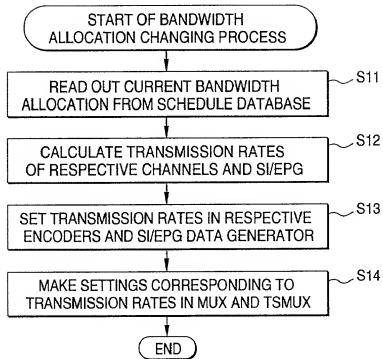 START OF BANDWIDTH
ALLOCATION CHANGING PROCESS
S11
READ OUT CURRENT BANDWIDTH
ALLOCATION FROM SCHEDULE DATABASE
S12
CALCULATE TRANSMISSION RATES
OF RESPECTIVE CHANNELS AND SI/EPG
S13
SET TRANSMISSION RATES IN RESPECTIVE
ENCODERS AND SI/EPG DATA GENERATOR
S14
MAKE SETTINGS CORRESPONDING TO
TRANSMISSION RATES IN MUX AND TSMUX
END